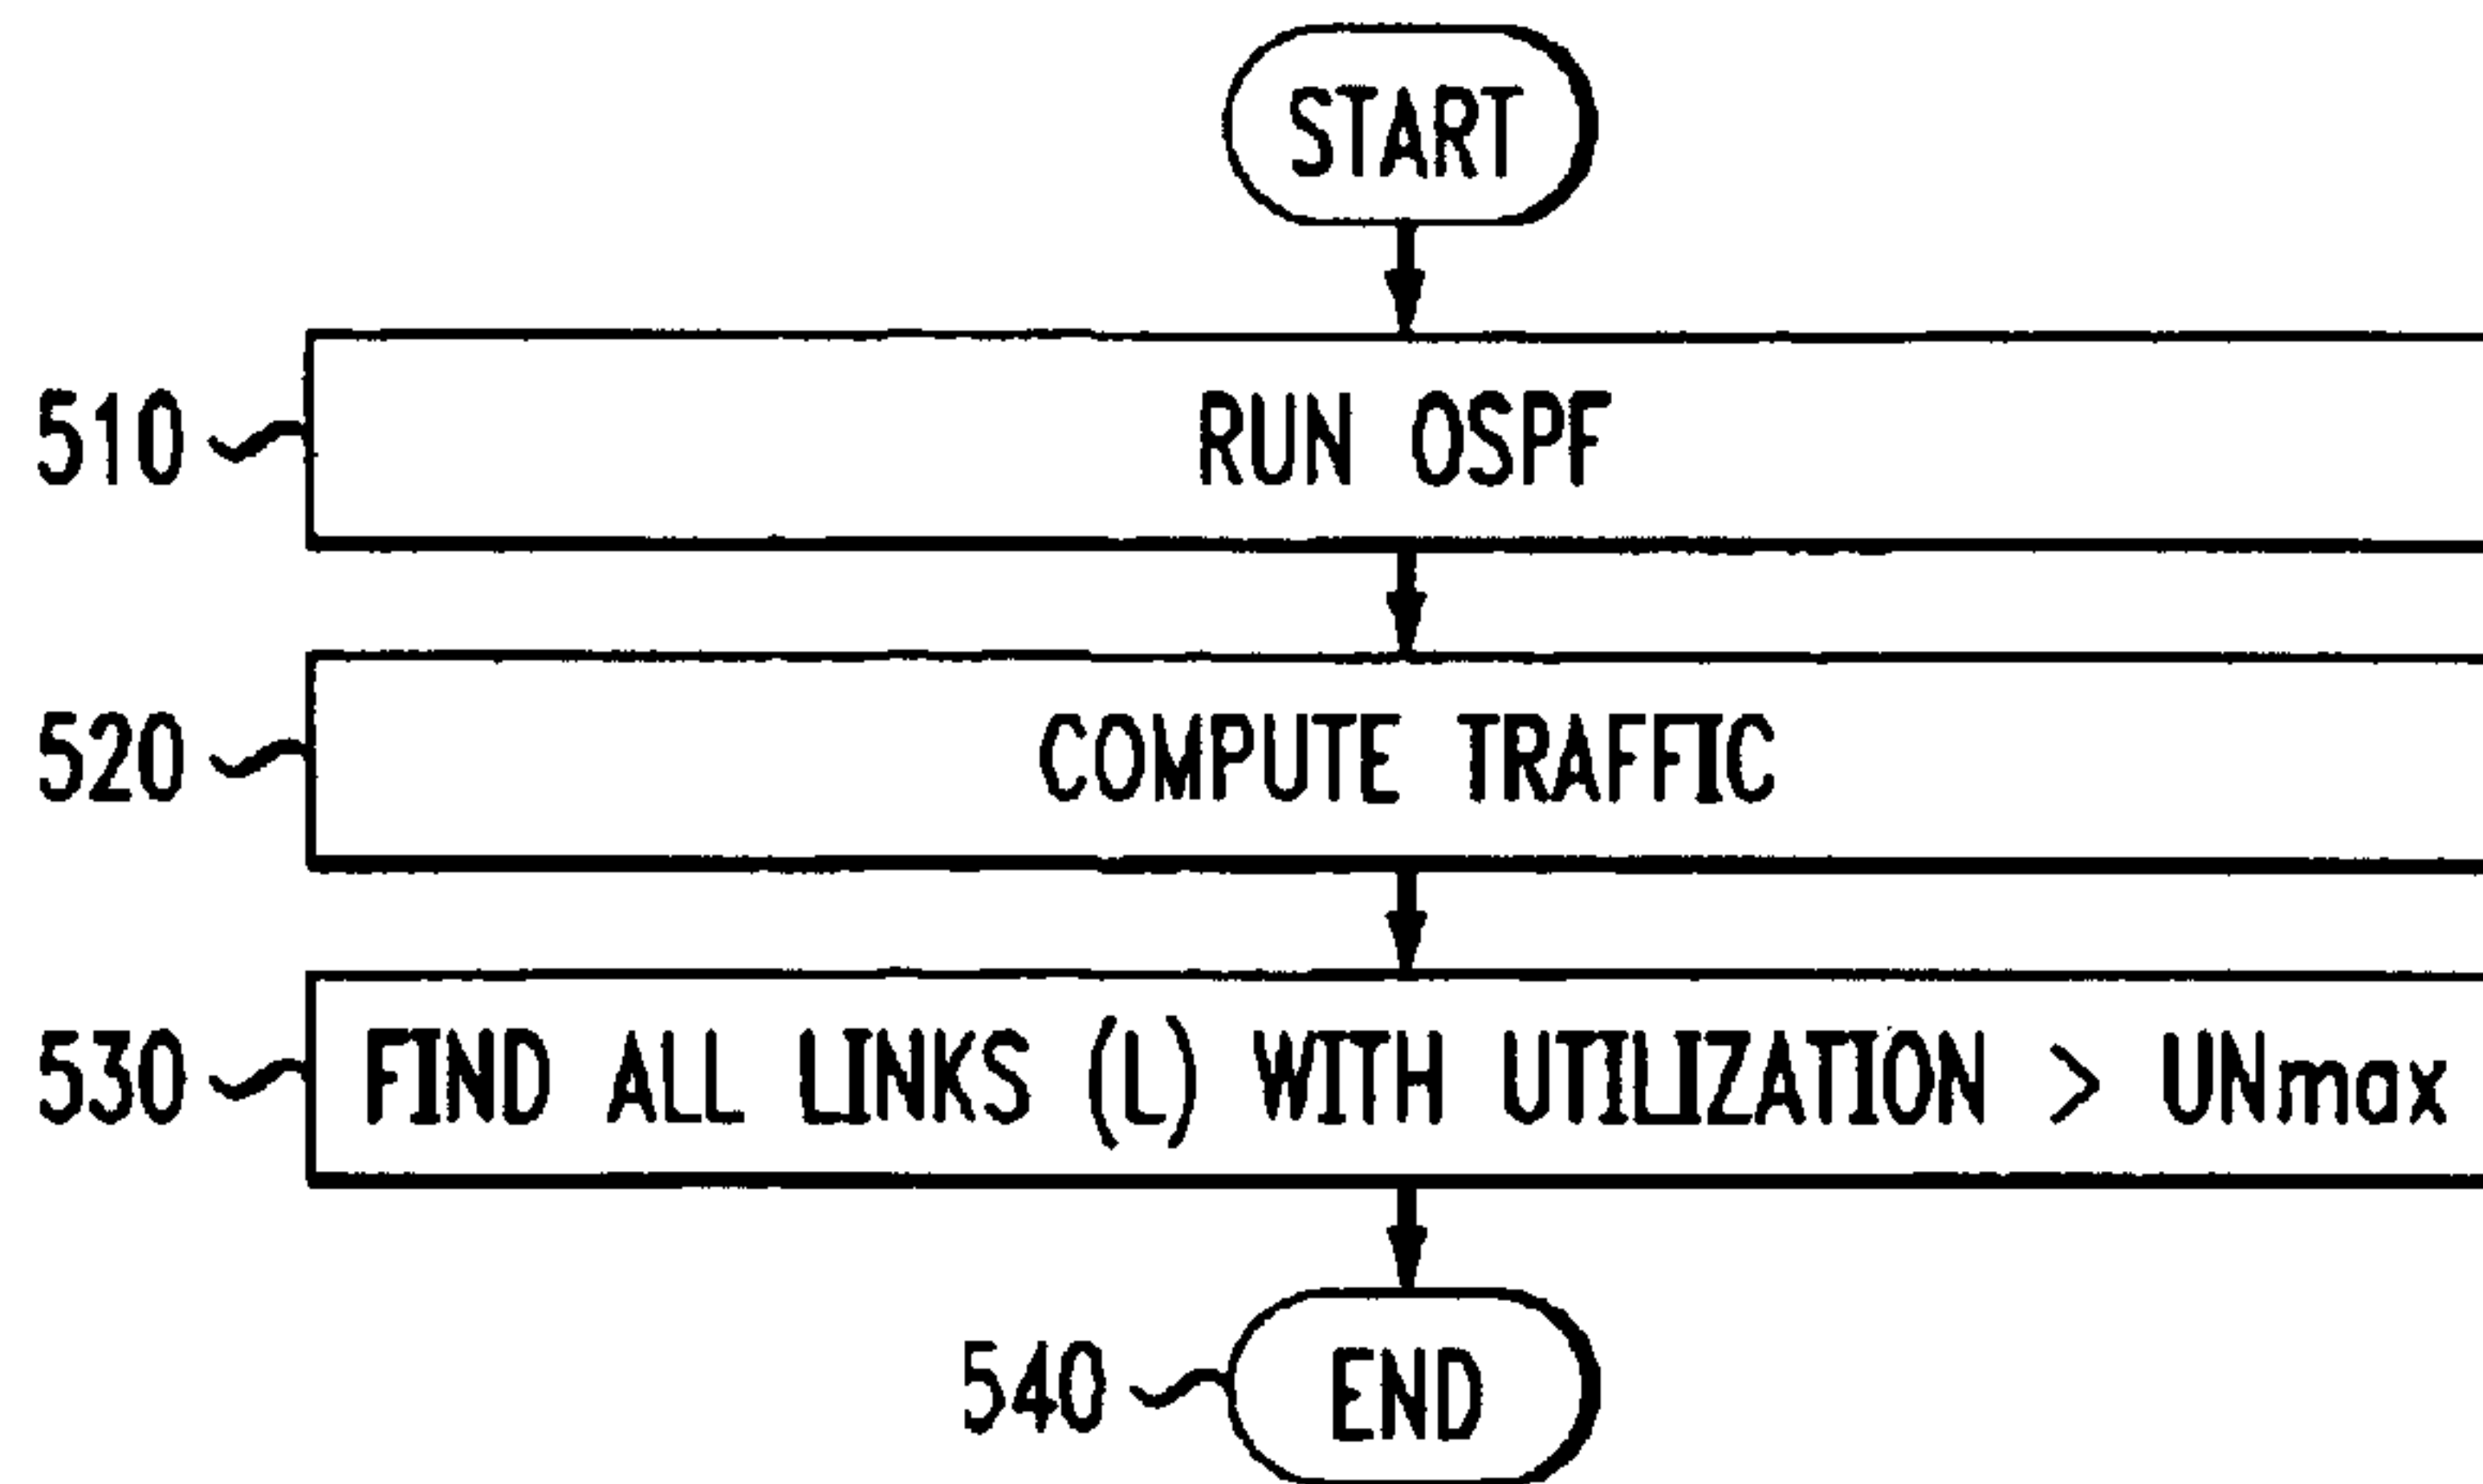 START
510 RUN OSPF
520 COMPUTE TRAFFIC
530 FIND ALL LINKS (L) WITH UTILIZATION > UNmax
540 END